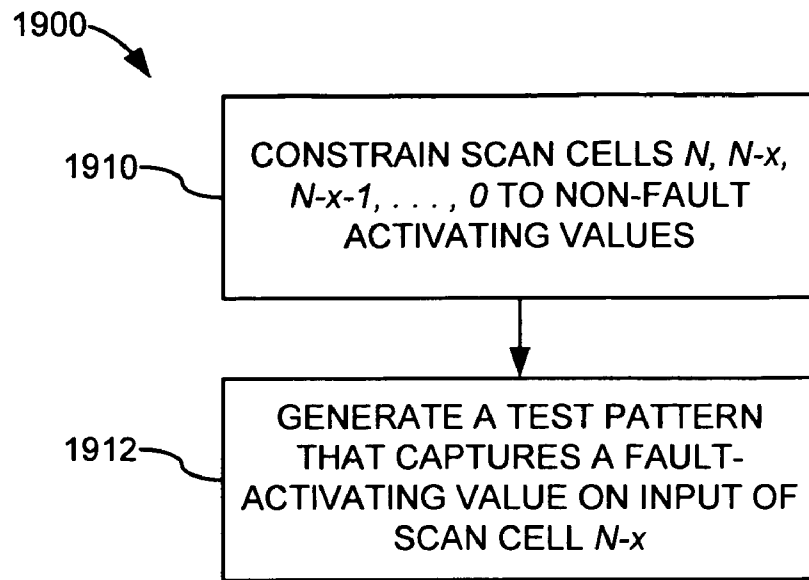 1900
1910
CONSTRAIN SCAN CELLS N, N-x,
N-x-1, . . . , 0 TO NON-FAULT
ACTIVATING VALUES
1912
GENERATE A TEST PATTERN
THAT CAPTURES A FAULT-
ACTIVATING VALUE ON INPUT OF
SCAN CELL N-x